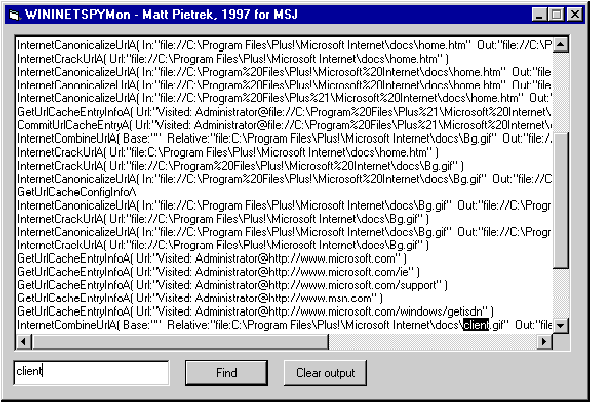 WININETSPYMon - Matt Pietrek, 1997 for MSJ
InternetCanonicalizeUrlA( In:"file://C:\Program Files\Plus!\Microsoft Internet\docs\home.htm"  Out:"file://C:\P
InternetCrackUrlA( Url:"file://C:\Program Files\Plus!\Microsoft Internet\docs\home.htm" )
InternetCanonicalizeUrlA( In:"file://C:\Program%20Files\Plus!\Microsoft%20Internet\docs\home.htm"  Out:"file
InternetCanonicalizeUrlA( In:"file://C:\Program%20Files\Plus!\Microsoft%20Internet\docs\home.htm"  Out:"file
InternetCanonicalizeUrlA( In:"file://C:\Program%20Files\Plus%21\Microsoft%20Internet\docs\home.htm"  Out:"
GetUrlCacheEntryInfoA( Url:"Visited: Administrator@file://C:\Program%20Files\Plus%21\Microsoft%20Internet\
CommitUrlCacheEntryA( Url:"Visited: Administrator@file://C:\Program%20Files\Plus%21\Microsoft%20Internet\
InternetCombineUrlA( Base:""  Relative:"file:C:\Program Files\Plus!\Microsoft Internet\docs\Bg.gif"  Out:"file:/
InternetCrackUrlA( Url:"file:C:\Program Files\Plus!\Microsoft Internet\docs\home.htm" )
InternetCrackUrlA( Url:"file://C:\Program%20Files\Plus!\Microsoft%20Internet\docs\Bg.gif" )
InternetCanonicalizeUrlA( In:"file://C:\Program%20Files\Plus!\Microsoft%20Internet\docs\Bg.gif"  Out:"file://C
GetUrlCacheConfigInfoA
InternetCanonicalizeUrlA( In:"file://C:\Program Files\Plus!\Microsoft Internet\docs\Bg.gif"  Out:"file://C:\Progr
InternetCrackUrlA( Url:"file://C:\Program Files\Plus!\Microsoft Internet\docs\Bg.gif" )
InternetCanonicalizeUrlA( In:"file://C:\Program Files\Plus!\Microsoft Internet\docs\Bg.gif"  Out:"file://C:\Progr
InternetCrackUrlA( Url:"file://C:\Program Files\Plus!\Microsoft Internet\docs\Bg.gif" )
GetUrlCacheEntryInfoA( Url:"Visited: Administrator@http://www.microsoft.com" )
GetUrlCacheEntryInfoA( Url:"Visited: Administrator@http://www.microsoft.com/ie" )
GetUrlCacheEntryInfoA( Url:"Visited: Administrator@http://www.microsoft.com/support" )
GetUrlCacheEntryInfoA( Url:"Visited: Administrator@http://www.msn.com" )
GetUrlCacheEntryInfoA( Url:"Visited: Administrator@http://www.microsoft.com/windows/getisdn" )
InternetCombineUrlA( Base:""  Relative:"file:C:\Program Files\Plus!\Microsoft Internet\docs\client.gif"  Out:"file
client
Find
Clear output